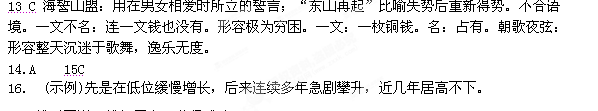 13 C 海誓山盟：用在男女相爱时所立的誓言；“东山再起”比喻失势后重新得势。不合语
境。一文不名：连一文钱也没有。形容极为穷困。一文：一枚铜钱。名：占有。朝歌夜弦：
形容整天沉迷于歌舞，逸乐无度。
14.A 15C
16. (示例)先是在低位缓慢增长，后来连续多年急剧攀升，近几年居高不下。